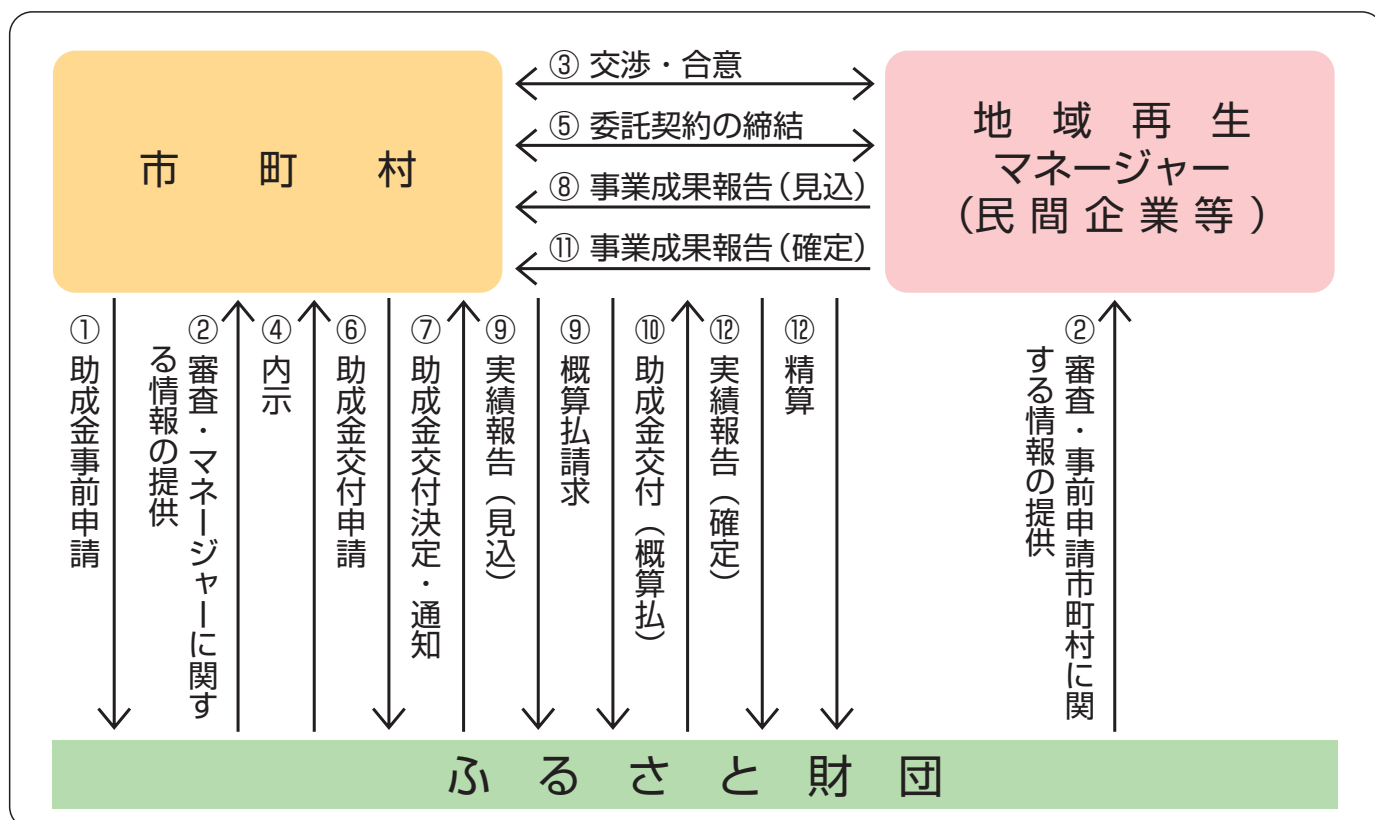 市町村
③ 交渉・合意
⑤ 委託契約の締結
⑧ 事業成果報告（見込）
⑪ 事業成果報告（確定）
地域再生
マネージャー
（民間企業等）
① 助成金事前申請
② 審査・マネージャーに関す
る情報の提供
④ 内示
⑥ 助成金交付申請
⑦ 助成金交付決定・通知
⑨ 実績報告（見込）
⑨ 概算払請求
⑩ 助成金交付（概算払）
⑫ 実績報告（確定）
⑫ 精算
② 審査・事前申請市町村に関
する情報の提供
ふるさと財団